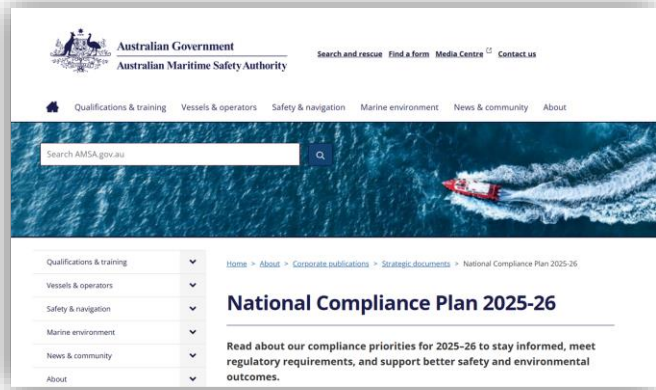 Australian Government
Australian Maritime Safety Authority
Search and rescue Find a form Media Centre Contact us
Qualifications & training Vessels & operators Safety & navigation Marine environment News & community About
Search AMSA.gov.au
Qualifications & training
Vessels & operators
Safety & navigation
Marine environment
News & community
About
Home > About > Corporate publications > Strategic documents > National Compliance Plan 2025-26
National Compliance Plan 2025-26
Read about our compliance priorities for 2025–26 to stay informed, meet
regulatory requirements, and support better safety and environmental
outcomes.